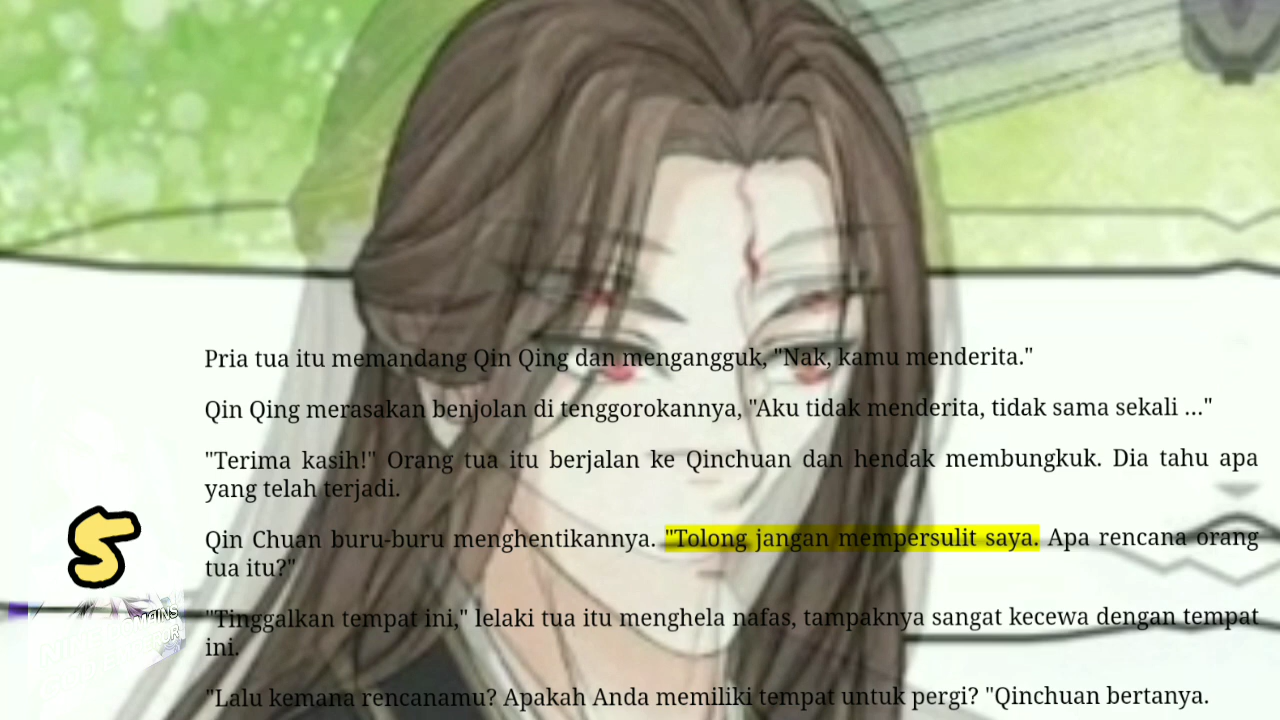 Pria tua itu memandang Qin Qing dan mengangguk, "Nak, kamu menderita."
Qin Qing merasakan benjolan di tenggorokannya, "Aku tidak menderita, tidak sama sekali ..."
"Terima kasih!" Orang tua itu berjalan ke Qinchuan dan hendak membungkuk. Dia tahu apa
yang telah terjadi.
Qin Chuan buru-buru menghentikannya. "Tolong jangan mempersulit saya. Apa rencana orang
tua itu?"
S
"Tinggalkan tempat ini," lelaki tua itu menghela nafas, tampaknya sangat kecewa dengan tempat
ini.
"Lalu kemana rencanamu? Apakah Anda memiliki tempat untuk pergi? "Qinchuan bertanya.